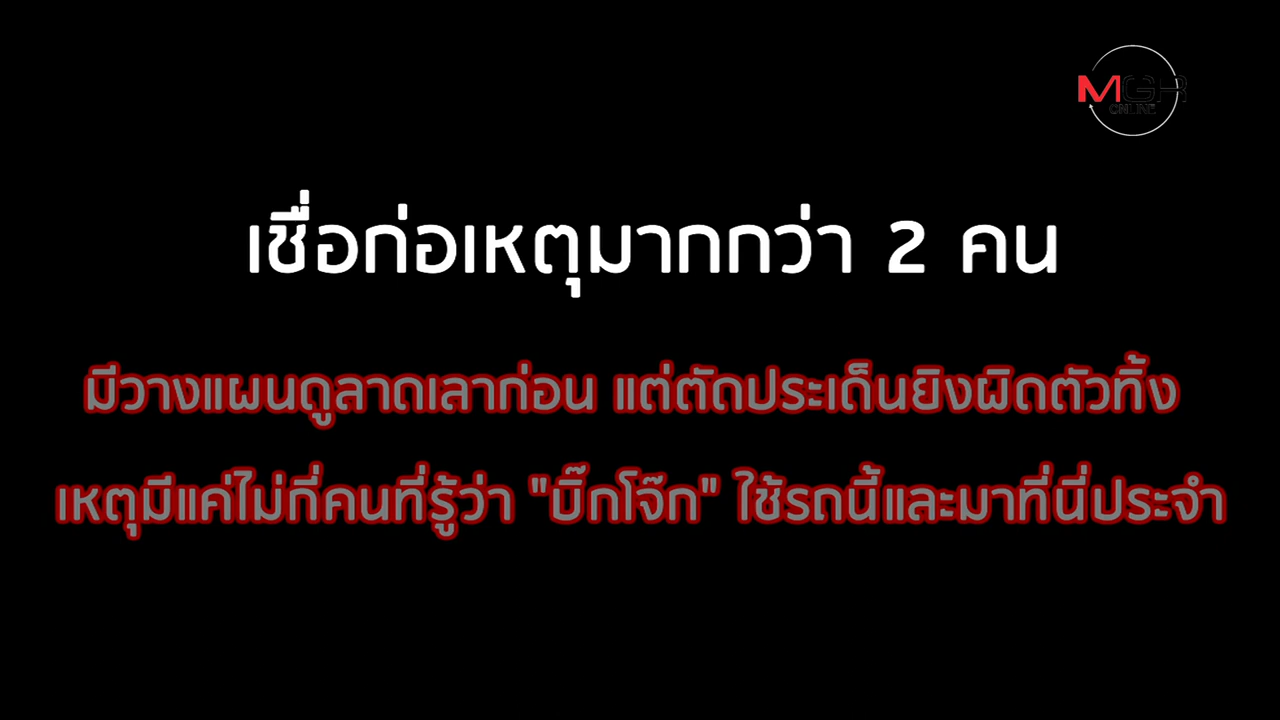 MGR
ONLINE
เชื่อก่อเหตุมากกว่า 2 คน
มีวางแผนดูลาดเลาก่อน แต่ตัดประเด็นยิงผิดตัวทิ้ง
เหตุมีแค่ไม่กี่คนที่รู้ว่า "บิ๊กโจ๊ก" ใช้รถนี้และมาที่นี่ประจำ